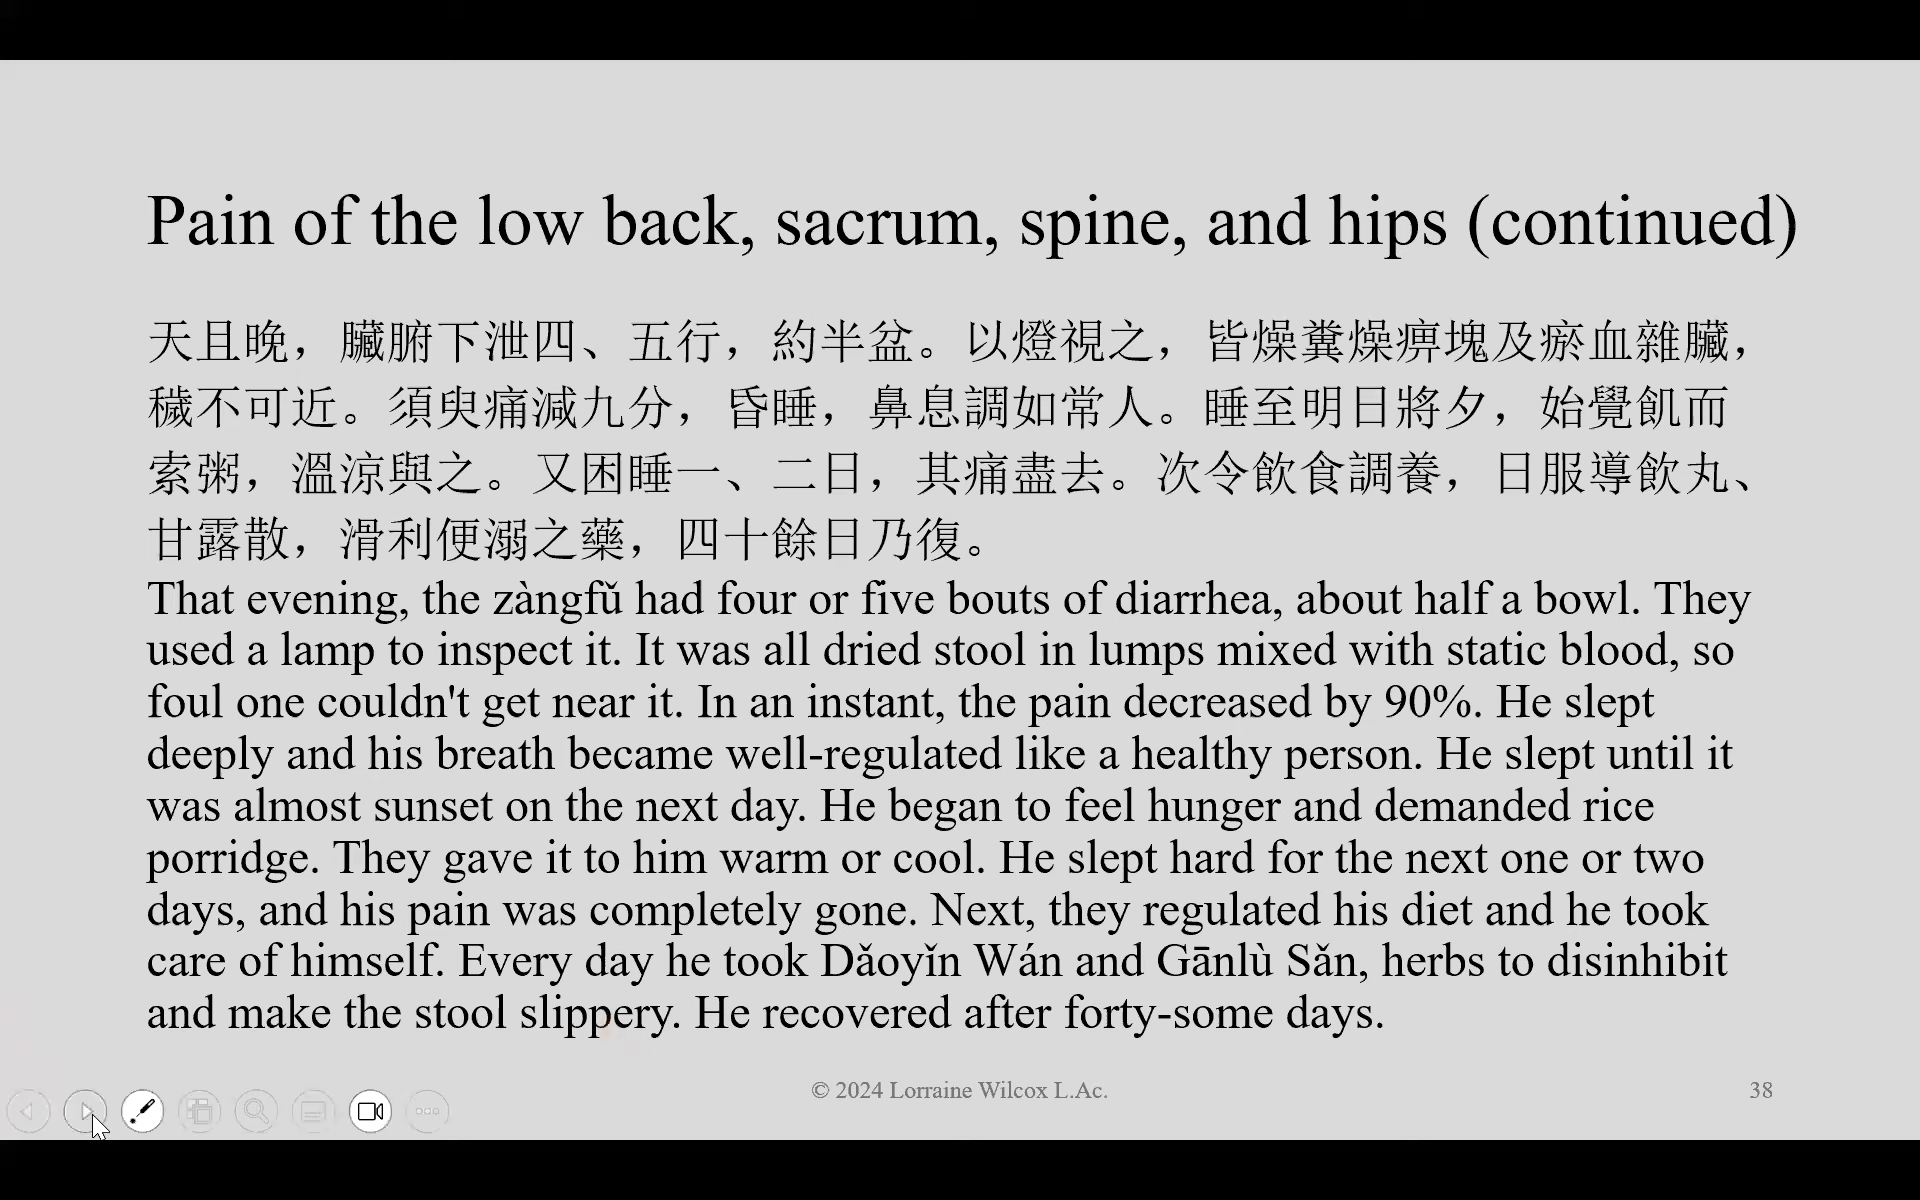 Pain of the low back, sacrum, spine, and hips (continued)
天且晚，臟腑下泄四、五行，約半盆。以燈視之，皆燥糞燥痹塊及瘀血雜臟，
穢不可近。須臾痛減九分，昏睡，鼻息調如常人。睡至明日將夕，始覺飢而
索粥，溫涼與之。又困睡一、二日，其痛盡去。次令飲食調養，日服導飲丸、
甘露散，滑利便溺之藥，四十餘日乃復。
That evening, the zàngfǔ had four or five bouts of diarrhea, about half a bowl. They
used a lamp to inspect it. It was all dried stool in lumps mixed with static blood, so
foul one couldn't get near it. In an instant, the pain decreased by 90%. He slept
deeply and his breath became well-regulated like a healthy person. He slept until it
was almost sunset on the next day. He began to feel hunger and demanded rice
porridge. They gave it to him warm or cool. He slept hard for the next one or two
days, and his pain was completely gone. Next, they regulated his diet and he took
care of himself. Every day he took Dǎoyǐn Wán and Gānlù Sǎn, herbs to disinhibit
and make the stool slippery. He recovered after forty-some days.
© 2024 Lorraine Wilcox L.Ac.
38